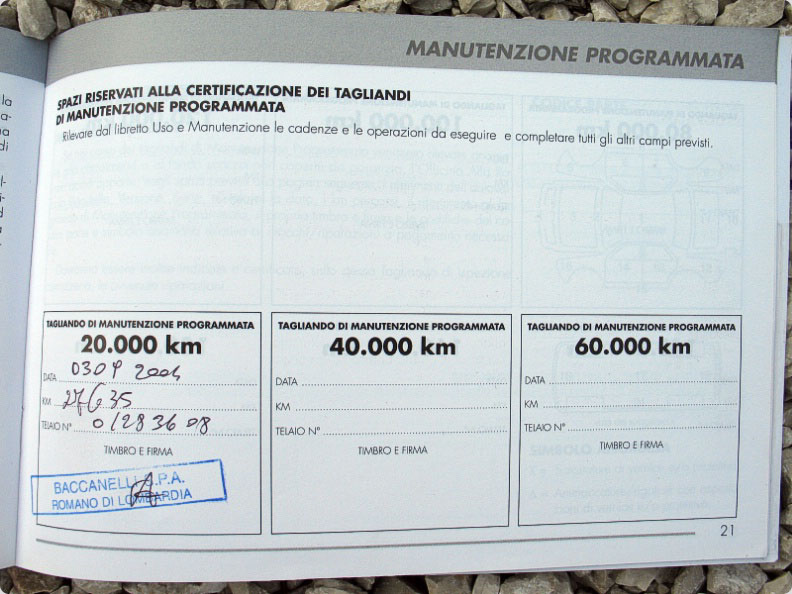 MANUTENZIONE PROGRAMMATA
SPAZI RISERVATI ALLA CERTIFICAZIONE DEI TAGLIANDI
DI MANUTENZIONE PROGRAMMATA
Rilevare dal libretto Uso e Manutenzione le cadenze e le operazioni da eseguire e completare tutti gli altri campi previsti.
TAGLIANDO DI MANUTENZIONE PROGRAMMATA
20.000 km
DATA
KM 27635
TELAIO N° 01283608
TIMBRO E FIRMA
BACCANELLI S.P.A.
ROMANO DI LOMBARDIA
TAGLIANDO DI MANUTENZIONE PROGRAMMATA
40.000 km
DATA
KM
TELAIO N°
TIMBRO E FIRMA
TAGLIANDO DI MANUTENZIONE PROGRAMMATA
60.000 km
DATA
KM
TELAIO N°
TIMBRO E FIRMA
21